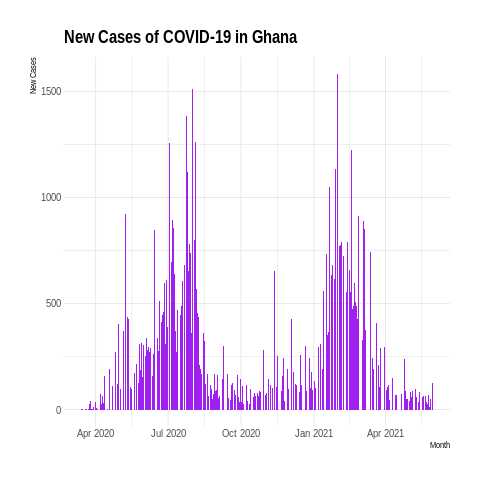 New Cases of COVID-19 in Ghana
New Cases
1500
1000
500
0
Apr 2020 Jul 2020 Oct 2020 Jan 2021 Apr 2021
Month